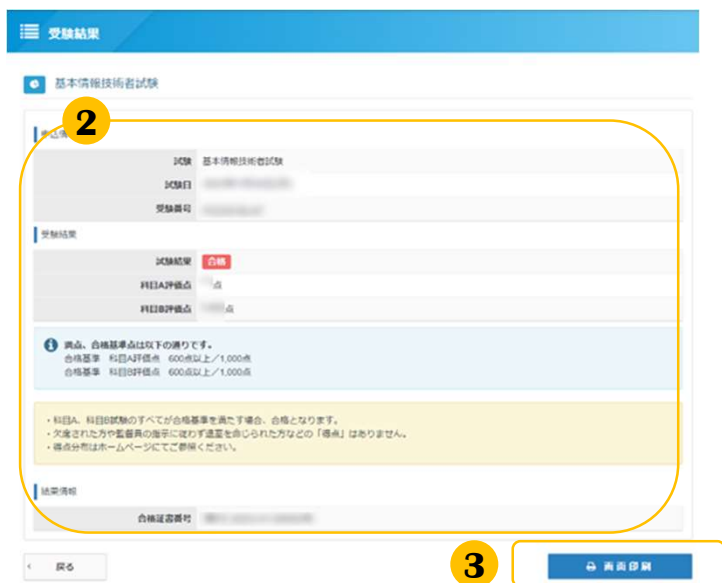 受験結果
基本情報技術者試験
2
試験 基本情報技術者試験
試験日
受験番号
受験結果
試験結果 合格
科目A評価点 点
科目B評価点 点
満点、合格基準点は以下の通りです。
合格基準 科目A評価点 600点以上／1,000点
合格基準 科目B評価点 600点以上／1,000点
・科目A、科目B試験のすべてが合格基準を満たす場合、合格となります。
・欠席された方や監督員の指示に従わず退室を命じられた方などの「得点」はありません。
・得点分布はホームページにてご参照ください。
結果情報
合格証書番号
‹ 戻る
3
画面印刷